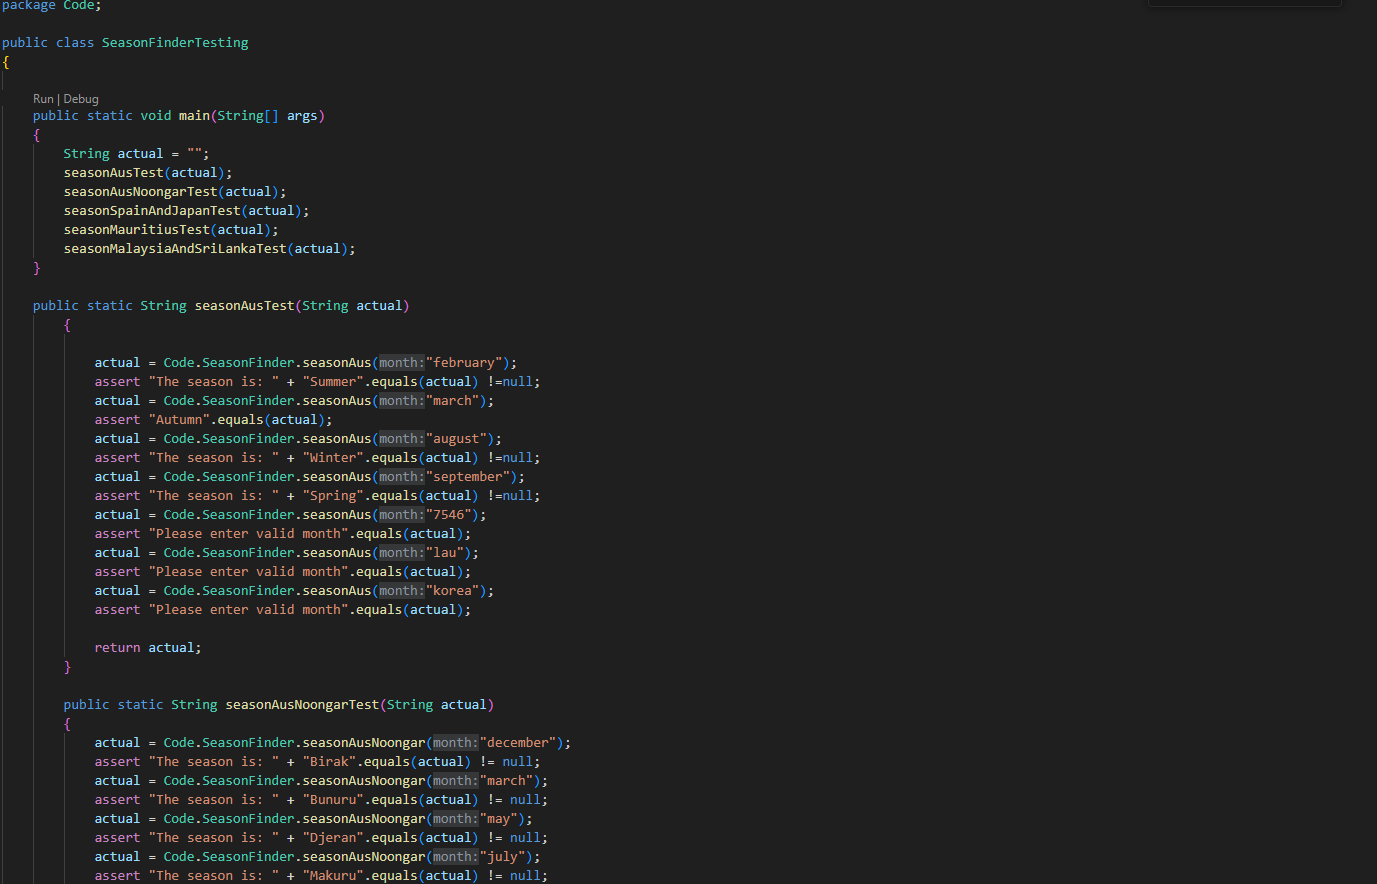 package Code;
public class SeasonFinderTesting
{
Run | Debug
public static void main(String[] args)
{
String actual = "";
seasonAusTest(actual);
seasonAusNoongarTest(actual);
seasonSpainAndJapanTest(actual);
seasonMauritiusTest(actual);
seasonMalaysiaAndSriLankaTest(actual);
}
public static String seasonAusTest(String actual)
{
actual = Code.SeasonFinder.seasonAus(month:"february");
assert "The season is: " + "Summer".equals(actual) !=null;
actual = Code.SeasonFinder.seasonAus(month:"march");
assert "Autumn".equals(actual);
actual = Code.SeasonFinder.seasonAus(month:"august");
assert "The season is: " + "Winter".equals(actual) !=null;
actual = Code.SeasonFinder.seasonAus(month:"september");
assert "The season is: " + "Spring".equals(actual) !=null;
actual = Code.SeasonFinder.seasonAus(month:"7546");
assert "Please enter valid month".equals(actual);
actual = Code.SeasonFinder.seasonAus(month:"lau");
assert "Please enter valid month".equals(actual);
actual = Code.SeasonFinder.seasonAus(month:"korea");
assert "Please enter valid month".equals(actual);
return actual;
}
public static String seasonAusNoongarTest(String actual)
{
actual = Code.SeasonFinder.seasonAusNoongar(month:"december");
assert "The season is: " + "Birak".equals(actual) != null;
actual = Code.SeasonFinder.seasonAusNoongar(month:"march");
assert "The season is: " + "Bunuru".equals(actual) != null;
actual = Code.SeasonFinder.seasonAusNoongar(month:"may");
assert "The season is: " + "Djeran".equals(actual) != null;
actual = Code.SeasonFinder.seasonAusNoongar(month:"july");
assert "The season is: " + "Makuru".equals(actual) != null;